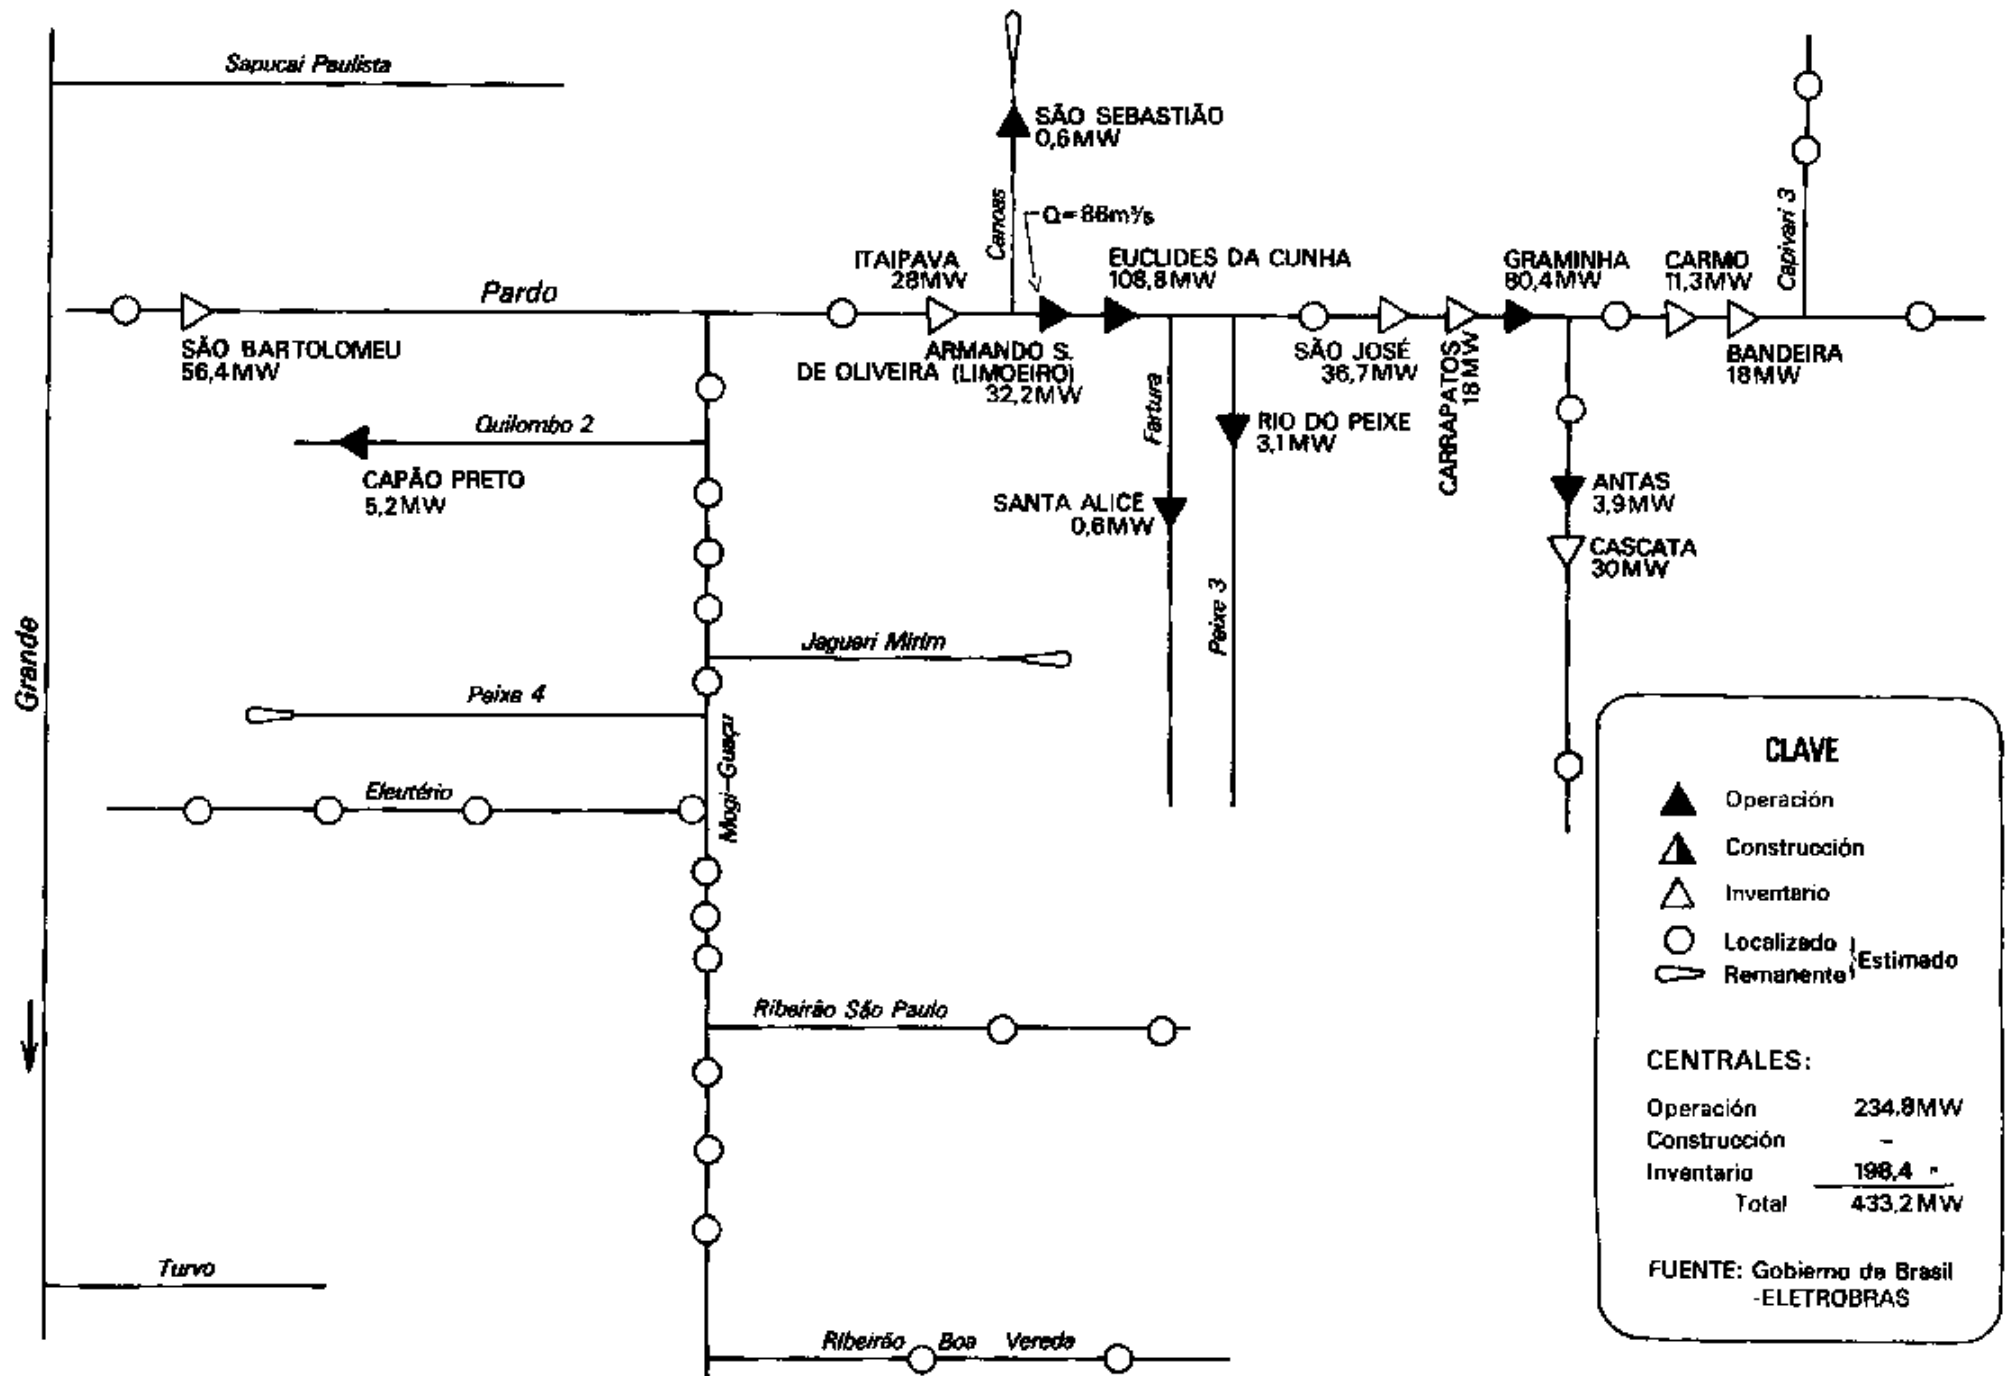 Sapucaí Paulista
SÃO SEBASTIÃO
0,6MW
Canoas
Q=86m³/s
Capivari 3
ITAIPAVA
28MW
EUCLIDES DA CUNHA
108,8MW
GRAMINHA
80,4MW
CARMO
11,3MW
Pardo
SÃO BARTOLOMEU
56,4MW
ARMANDO S.
DE OLIVEIRA (LIMOEIRO)
32,2MW
SÃO JOSÉ
36,7MW
CARRAPATOS
18MW
BANDEIRA
18MW
Fartura
Quilombo 2
CAPÃO PRETO
5,2MW
RIO DO PEIXE
3,1MW
SANTA ALICE
0,6MW
ANTAS
3,9MW
CASCATA
30MW
Peixe 3
Grande
Jaguari Mirim
Peixe 4
Mogi-Guaçu
Eleutério
Ribeirão São Paulo
Turvo
Ribeirão Boa Vereda
CLAVE
Operación
Construcción
Inventario
Localizado
Remanente
Estimado
CENTRALES:
Operación 234,8MW
Construcción -
Inventario 198,4 "
Total 433,2MW
FUENTE: Gobierno de Brasil
-ELETROBRAS